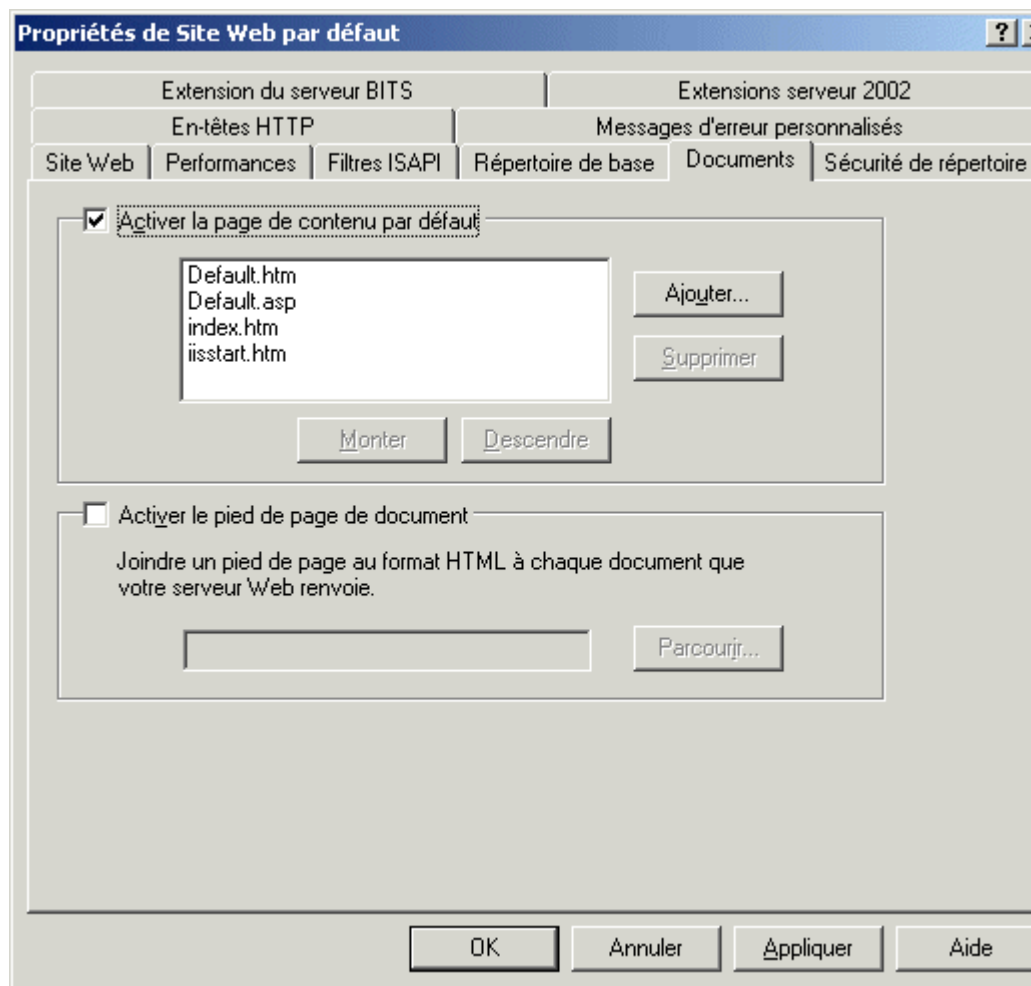 Propriétés de Site Web par défaut
Extension du serveur BITS Extensions serveur 2002
En-têtes HTTP Messages d'erreur personnalisés
Site Web Performances Filtres ISAPI Répertoire de base Documents Sécurité de répertoire
Activer la page de contenu par défaut
Default.htm
Default.asp
index.htm
iisstart.htm
Ajouter...
Supprimer
Monter Descendre
Activer le pied de page de document
Joindre un pied de page au format HTML à chaque document que
votre serveur Web renvoie.
Parcourir...
OK Annuler Appliquer Aide